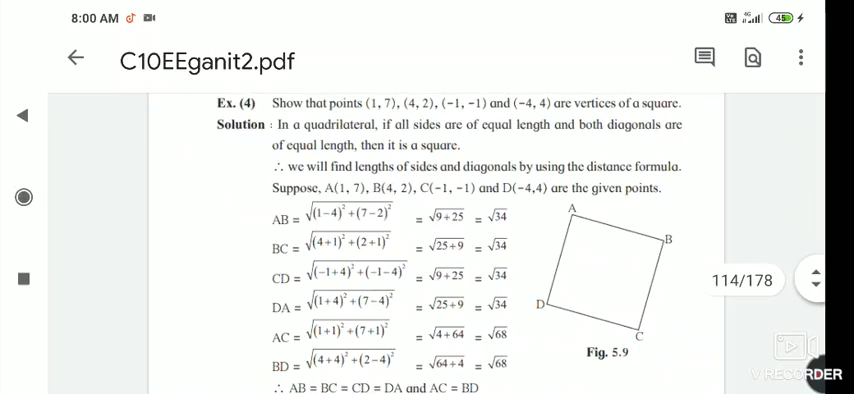 8:00 AM
45
C10EEganit2.pdf
Ex. (4) Show that points (1, 7), (4, 2), (−1, −1) and (−4, 4) are vertices of a square.
Solution : In a quadrilateral, if all sides are of equal length and both diagonals are
of equal length, then it is a square.
∴ we will find lengths of sides and diagonals by using the distance formula.
Suppose, A(1, 7), B(4, 2), C(−1, −1) and D(−4,4) are the given points.
AB = √(1−4)² + (7−2)² = √9+25 = √34
BC = √(4+1)² + (2+1)² = √25+9 = √34
CD = √(−1+4)² + (−1−4)² = √9+25 = √34
DA = √(1+4)² + (7−4)² = √25+9 = √34
AC = √(1+1)² + (7+1)² = √4+64 = √68
BD = √(4+4)² + (2−4)² = √64+4 = √68
∴ AB = BC = CD = DA and AC = BD
A
B
D
C
Fig. 5.9
114/178
V RECORDER